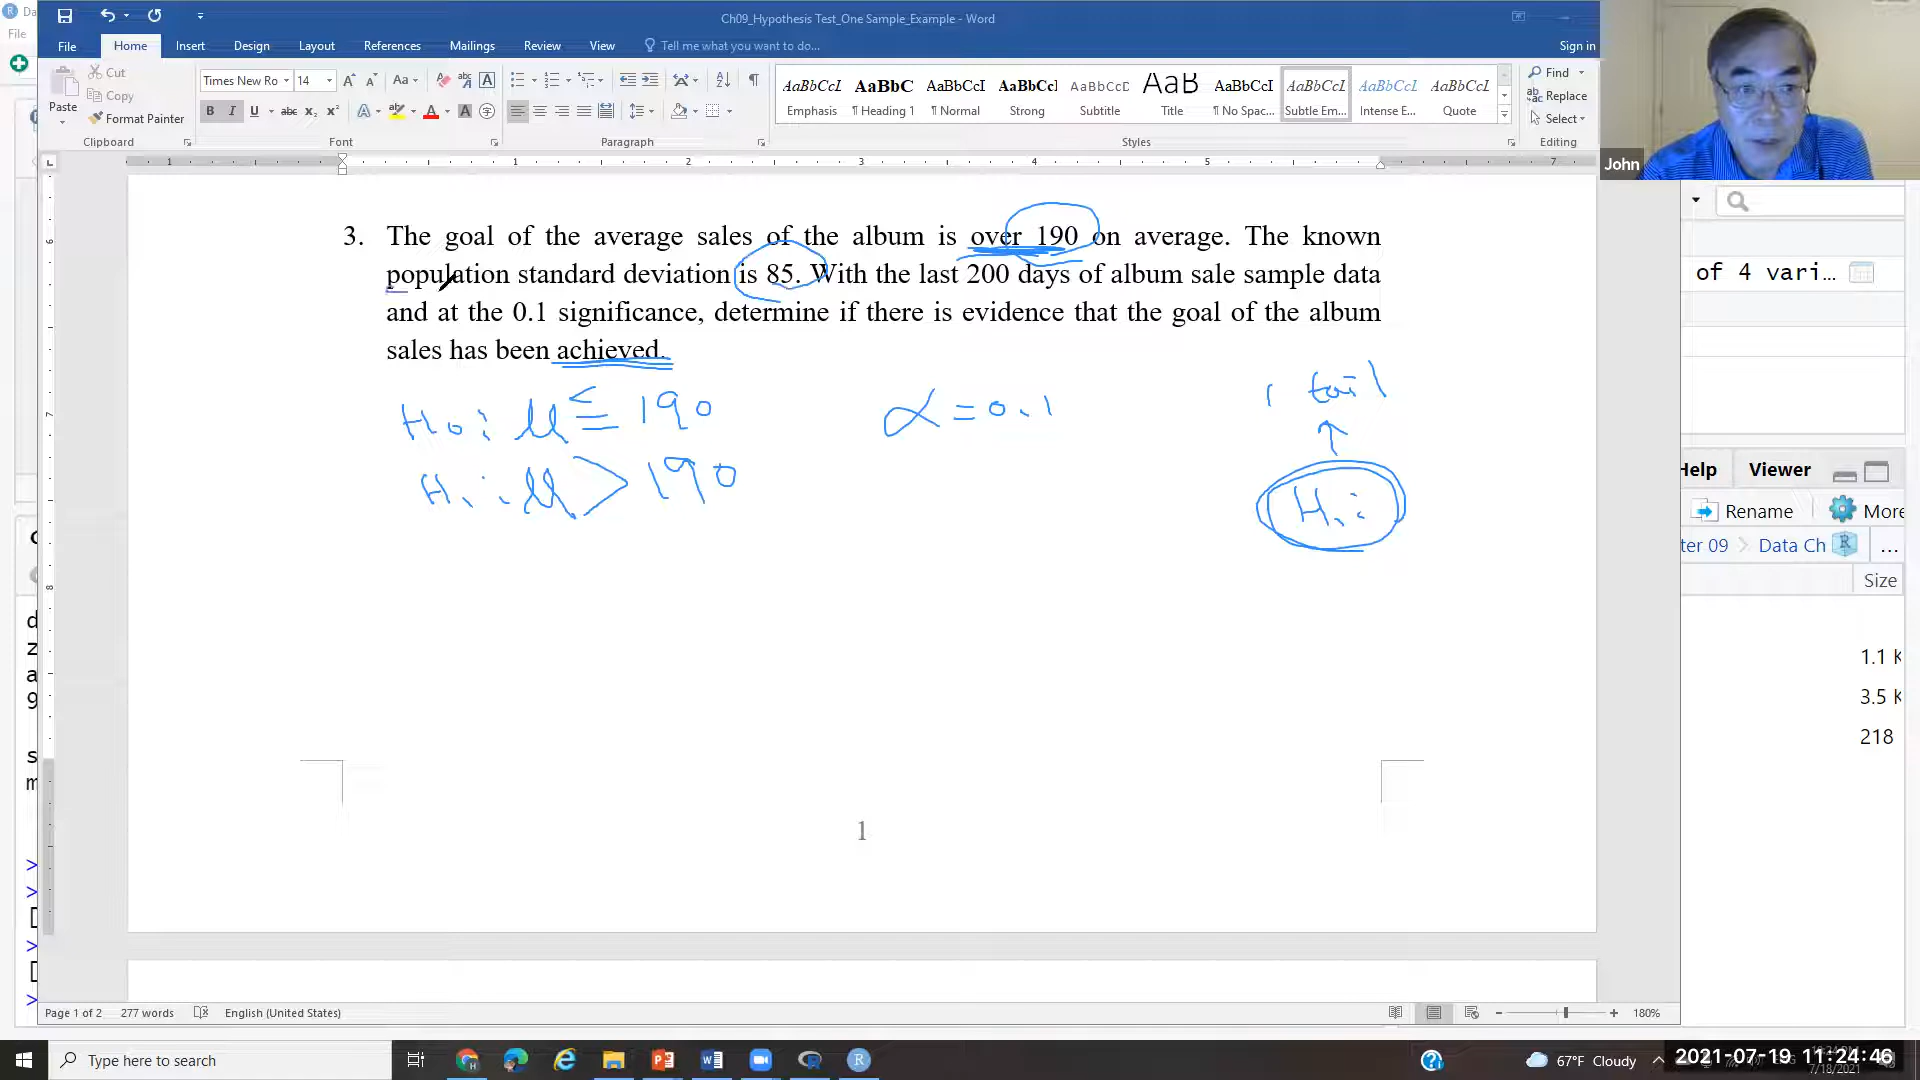 Ch09_Hypothesis Test_One Sample_Example - Word
File Home Insert Design Layout References Mailings Review View Tell me what you want to do... Sign in
Cut
Copy
Format Painter
Paste
Times New Ro 14
AaBbCcI AaBbC AaBbCcI AaBbCcI AaBbCcD AaB AaBbCcI AaBbCcI AaBbCcI AaBbCcI
Emphasis ¶ Heading 1 ¶ Normal Strong Subtitle Title ¶ No Spac... Subtle Em... Intense E... Quote
Find
Replace
Select
Clipboard Font Paragraph Styles Editing
John
3. The goal of the average sales of the album is over 190 on average. The known
population standard deviation is 85. With the last 200 days of album sale sample data
and at the 0.1 significance, determine if there is evidence that the goal of the album
sales has been achieved.
H0: μ ≤ 190
α = 0.1
1 tail
H1: μ > 190
H1:
1
of 4 vari...
Help Viewer
Rename More
ter 09 Data Ch ...
Size
1.1 K
3.5 K
218
Page 1 of 2 277 words English (United States) 180%
Type here to search
67°F Cloudy
2021-07-19 11:24:46
7/18/2021